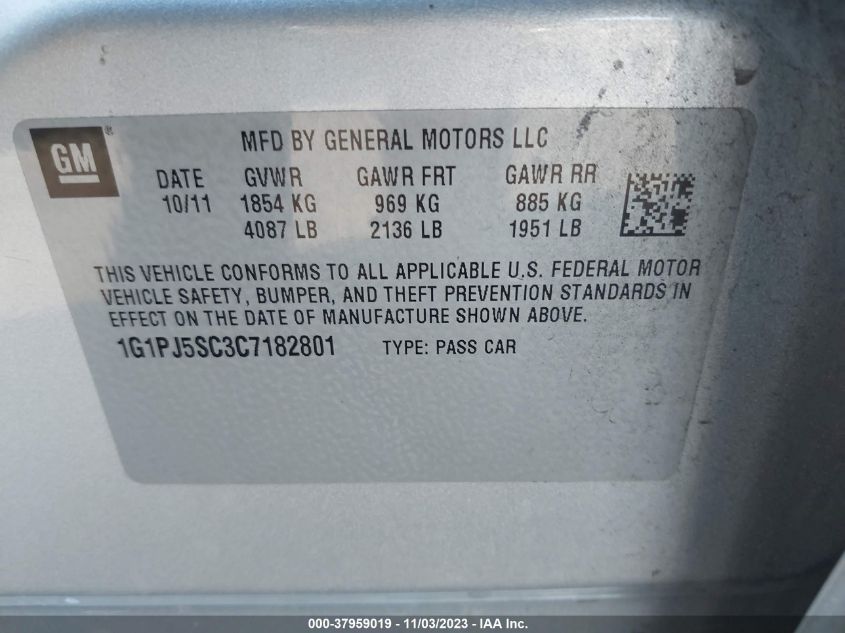 GM ®
MFD BY GENERAL MOTORS LLC
DATE GVWR GAWR FRT GAWR RR
10/11 1854 KG 969 KG 885 KG
4087 LB 2136 LB 1951 LB
THIS VEHICLE CONFORMS TO ALL APPLICABLE U.S. FEDERAL MOTOR
VEHICLE SAFETY, BUMPER, AND THEFT PREVENTION STANDARDS IN
EFFECT ON THE DATE OF MANUFACTURE SHOWN ABOVE.
1G1PJ5SC3C7182801 TYPE: PASS CAR
000-37959019 - 11/03/2023 - IAA Inc.